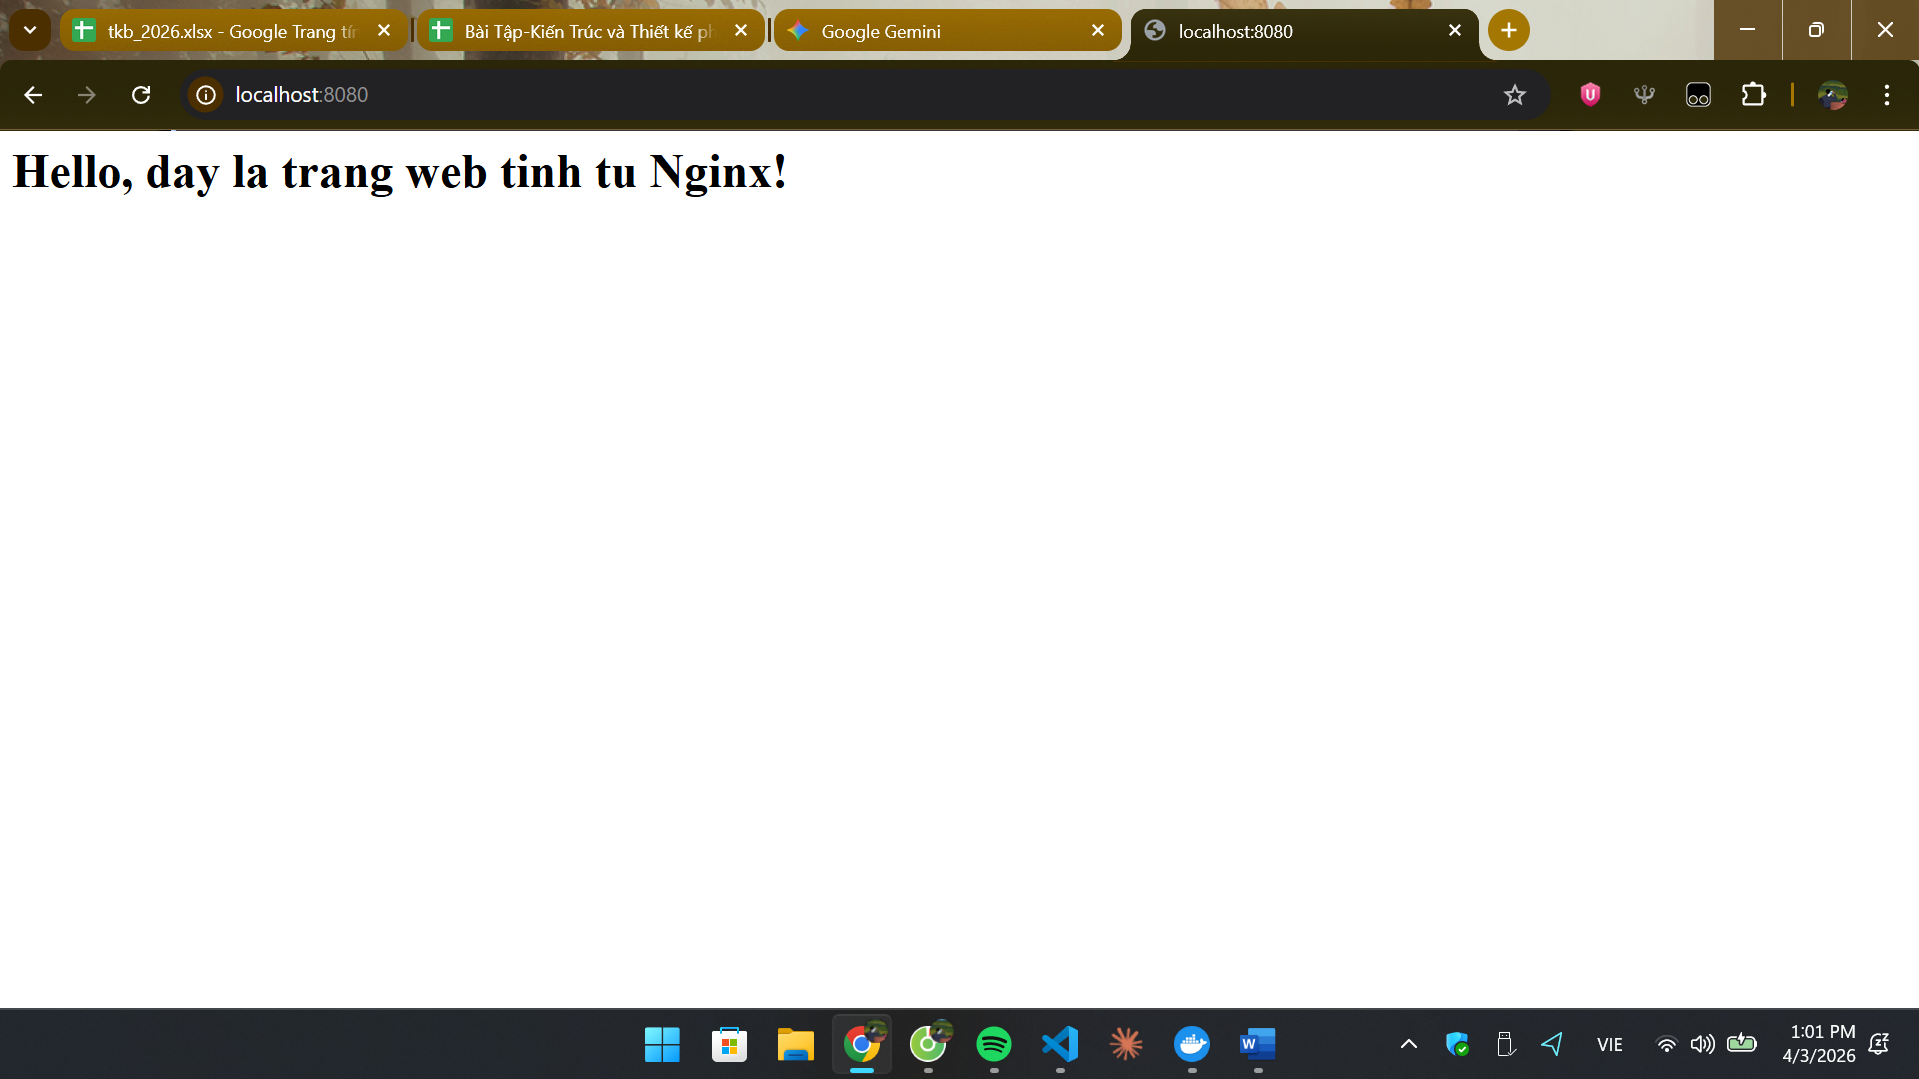 tkb_2026.xlsx - Google Trang tín
Bài Tập-Kiến Trúc và Thiết kế ph
Google Gemini
localhost:8080
localhost:8080
Hello, day la trang web tinh tu Nginx!
VIE
1:01 PM
4/3/2026